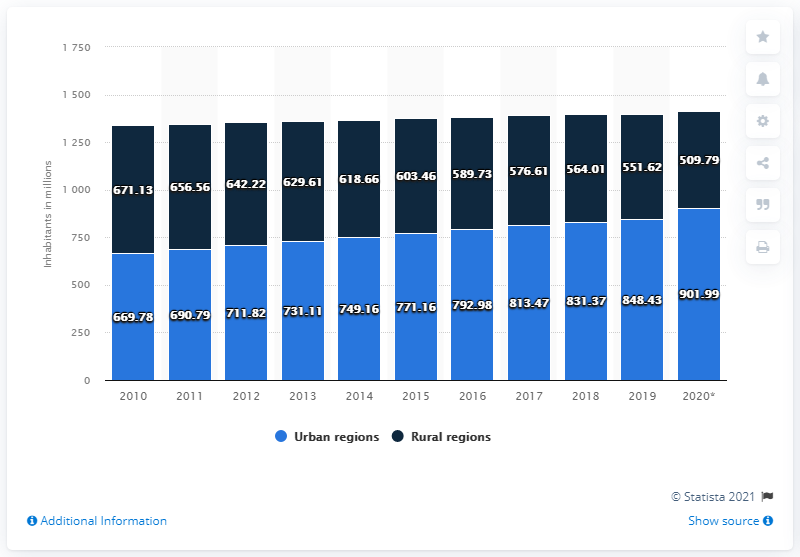 1 750
1 500
1 250
1 000
750
500
250
0
Inhabitants in millions
671.13 656.56 642.22 629.61 618.66 603.46 589.73 576.61 564.01 551.62 509.79
669.78 690.79 711.82 731.11 749.16 771.16 792.98 813.47 831.37 848.43 901.99
2010 2011 2012 2013 2014 2015 2016 2017 2018 2019 2020*
Urban regions Rural regions
© Statista 2021
Additional Information Show source